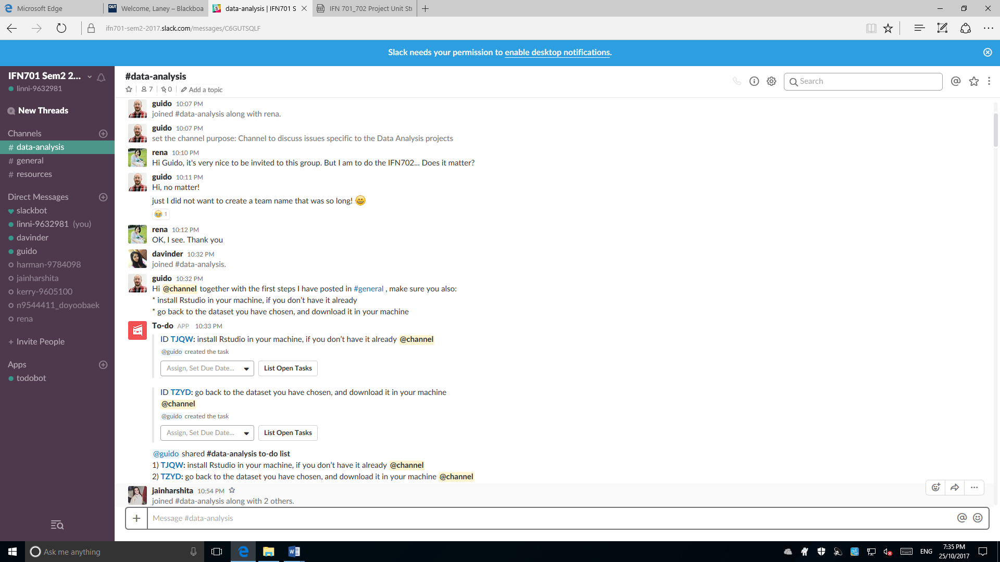 Microsoft Edge
QUT Welcome, Laney – Blackboa
data-analysis | IFN701 S
IFN 701_702 Project Unit Stu
ifn701-sem2-2017.slack.com/messages/C6GUTSQLF
Slack needs your permission to enable desktop notifications.
IFN701 Sem2 2...
linni-9632981
New Threads
Channels
# data-analysis
# general
# resources
Direct Messages
slackbot
linni-9632981 (you)
davinder
guido
harman-9784098
jainharshita
kerry-9605100
n9544411_doyoobaek
rena
+ Invite People
Apps
todobot
#data-analysis
7 0 Add a topic
Search
guido 10:07 PM
joined #data-analysis along with rena.
guido 10:07 PM
set the channel purpose: Channel to discuss issues specific to the Data Analysis projects
rena 10:10 PM
Hi Guido, it's very nice to be invited to this group. But I am to do the IFN702... Does it matter?
guido 10:11 PM
Hi, no matter!
just I did not want to create a team name that was so long! 😄
😂 1
rena 10:12 PM
OK, I see. Thank you
davinder 10:32 PM
joined #data-analysis.
guido 10:32 PM
Hi @channel together with the first steps I have posted in #general , make sure you also:
* install Rstudio in your machine, if you don’t have it already
* go back to the dataset you have chosen, and download it in your machine
To-do APP 10:33 PM
ID TJQW: install Rstudio in your machine, if you don’t have it already @channel
@guido created the task
Assign, Set Due Date... List Open Tasks
ID TZYD: go back to the dataset you have chosen, and download it in your machine
@channel
@guido created the task
Assign, Set Due Date... List Open Tasks
@guido shared #data-analysis to-do list
1) TJQW: install Rstudio in your machine, if you don’t have it already @channel
2) TZYD: go back to the dataset you have chosen, and download it in your machine @channel
jainharshita 10:54 PM
joined #data-analysis along with 2 others.
Message #data-analysis
Ask me anything
ENG
7:35 PM
25/10/2017